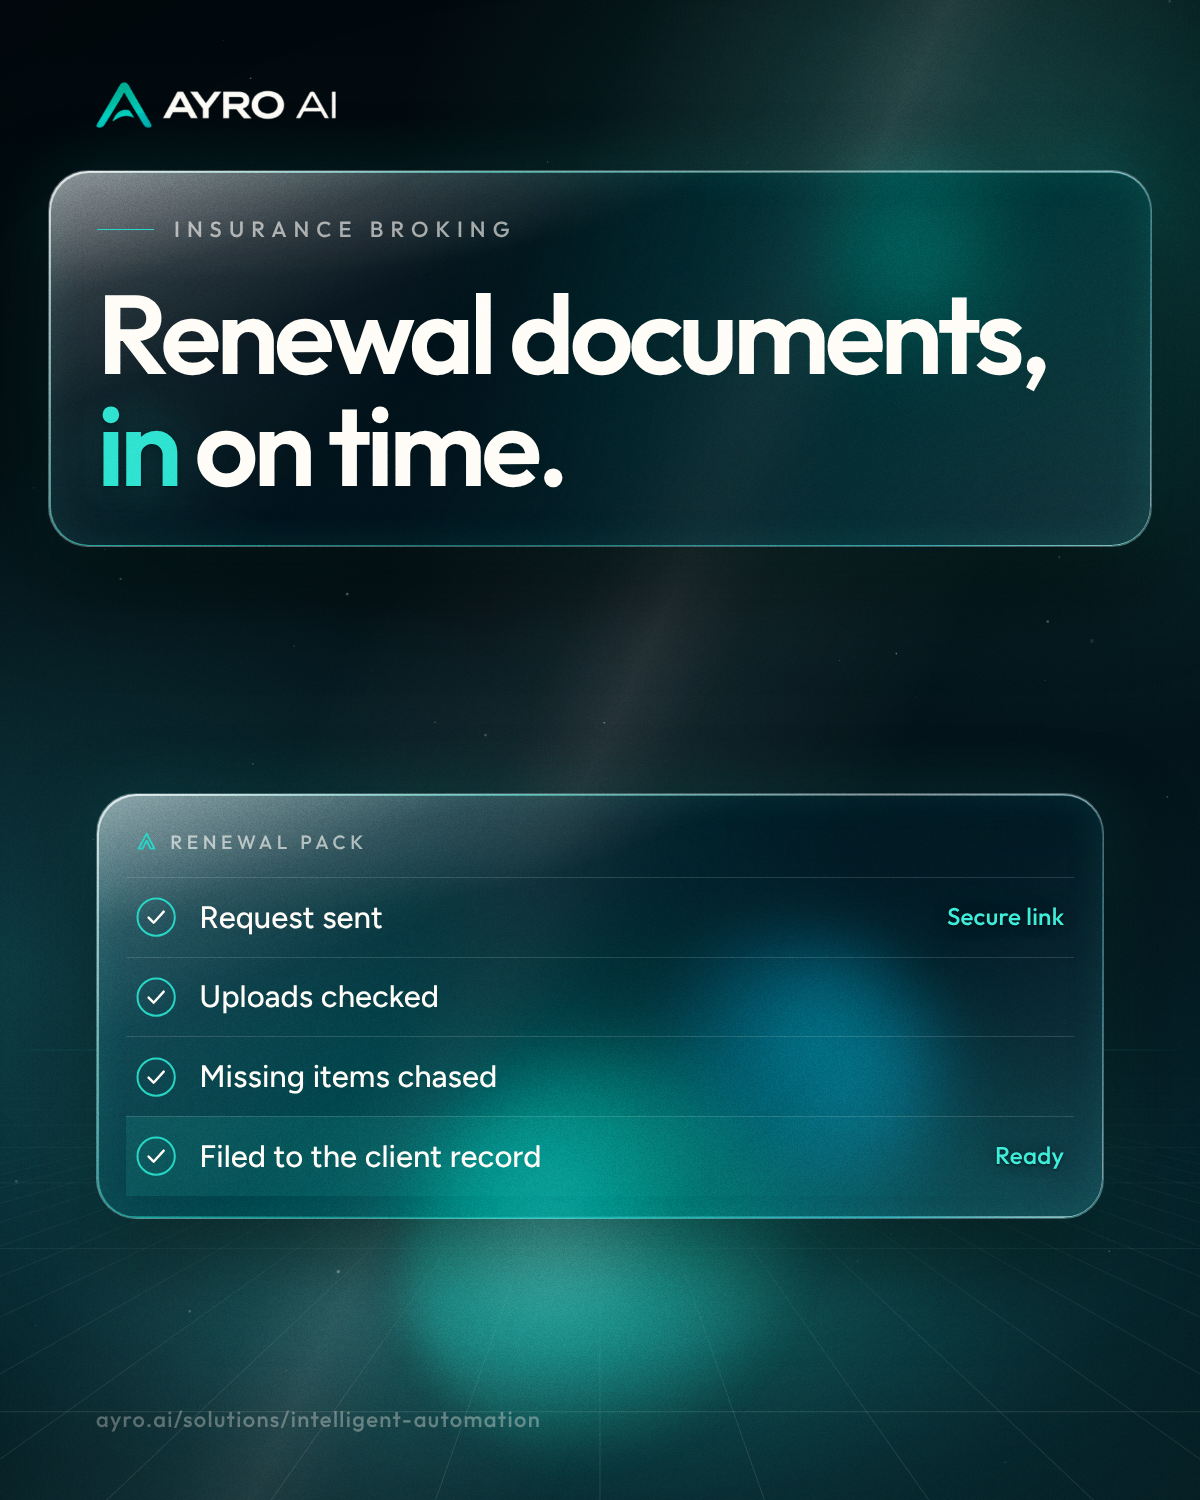 AYRO AI
INSURANCE BROKING
Renewal documents,
in on time.
RENEWAL PACK
Request sent
Secure link
Uploads checked
Missing items chased
Filed to the client record
Ready
ayro.ai/solutions/intelligent-automation